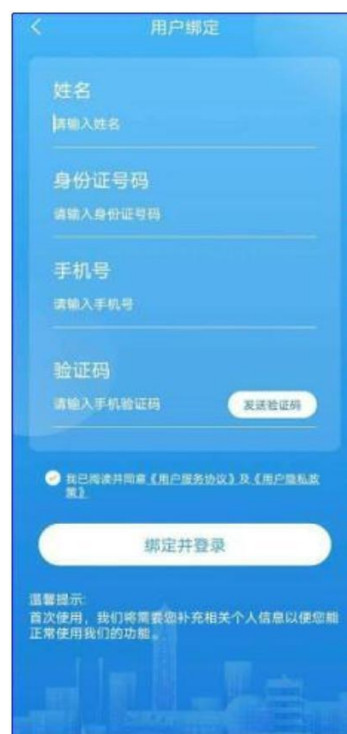 用户绑定
姓名
请输入姓名
身份证号码
请输入身份证号码
手机号
请输入手机号
验证码
请输入手机验证码
发送验证码
我已阅读并同意《用户服务协议》及《用户隐私政
策》
绑定并登录
温馨提示:
首次使用，我们将需要您补充相关个人信息以便您能
正常使用我们的功能。